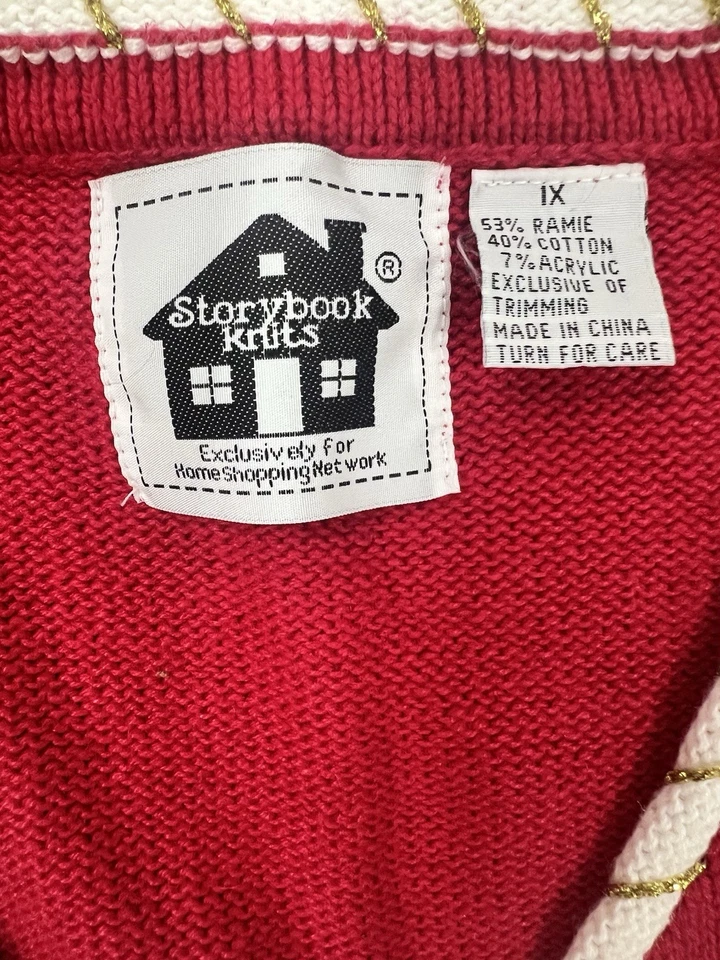 Storybook
knits
®
Exclusively for
HomeShoppingNetwork
1X
53% RAMIE
40% COTTON
7% ACRYLIC
EXCLUSIVE OF
TRIMMING
MADE IN CHINA
TURN FOR CARE